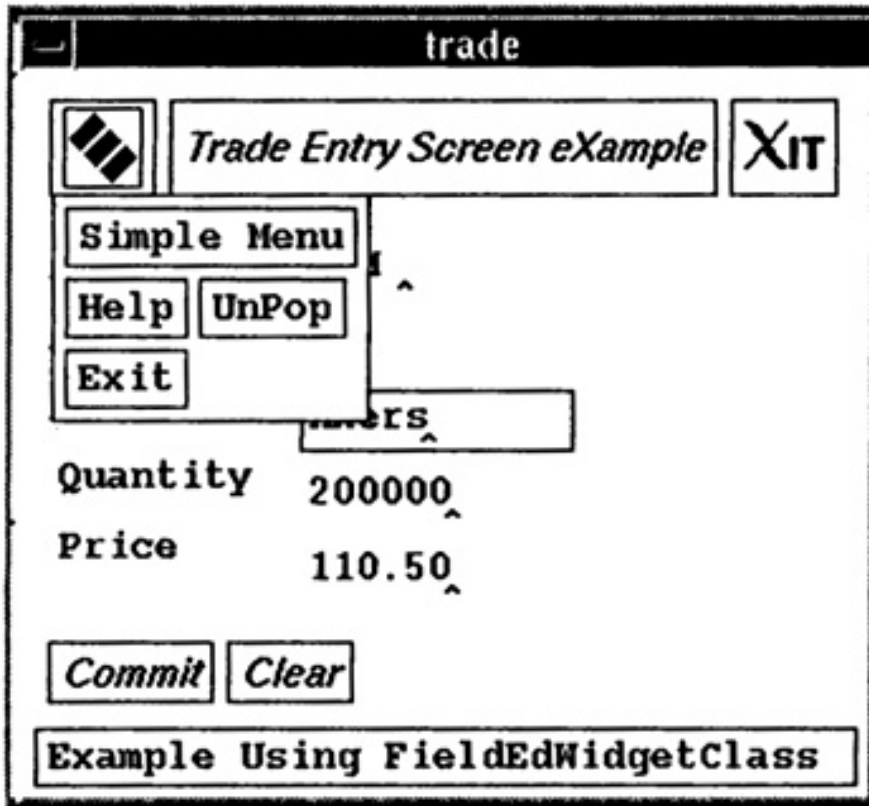 trade
Trade Entry Screen eXample XIT
Simple Menu
Help UnPop
Exit
Quantity 200000
Price 110.50
Commit Clear
Example Using FieldEdWidgetClass